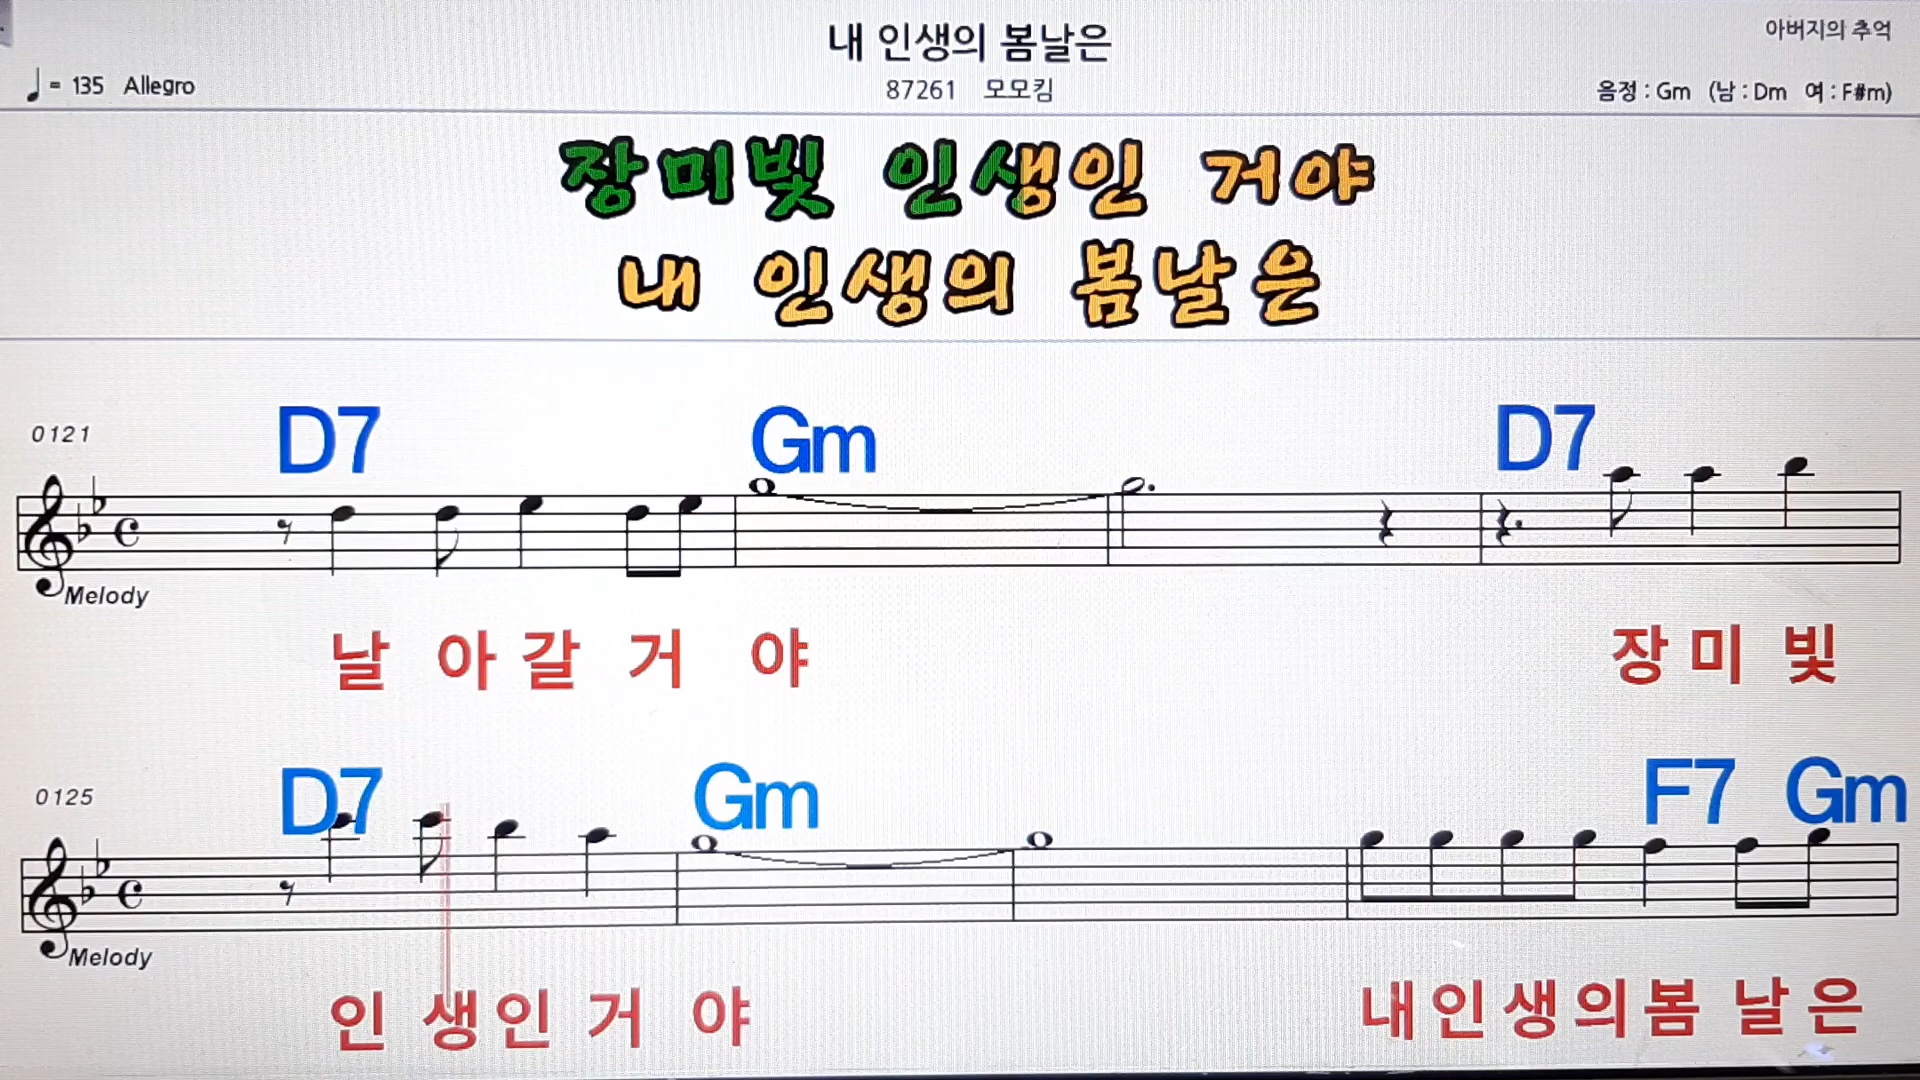 내 인생의 봄날은
아버지의 추억
♩ = 135 Allegro
87261 모모킴
음정 : Gm (남 : Dm 여 : F#m)
장미빛 인생인 거야
내 인생의 봄날은
0121
D7 Gm D7
Melody
날 아 갈 거 야 장 미 빛
0125
D7 Gm F7 Gm
Melody
인 생 인 거 야 내 인 생 의 봄 날 은